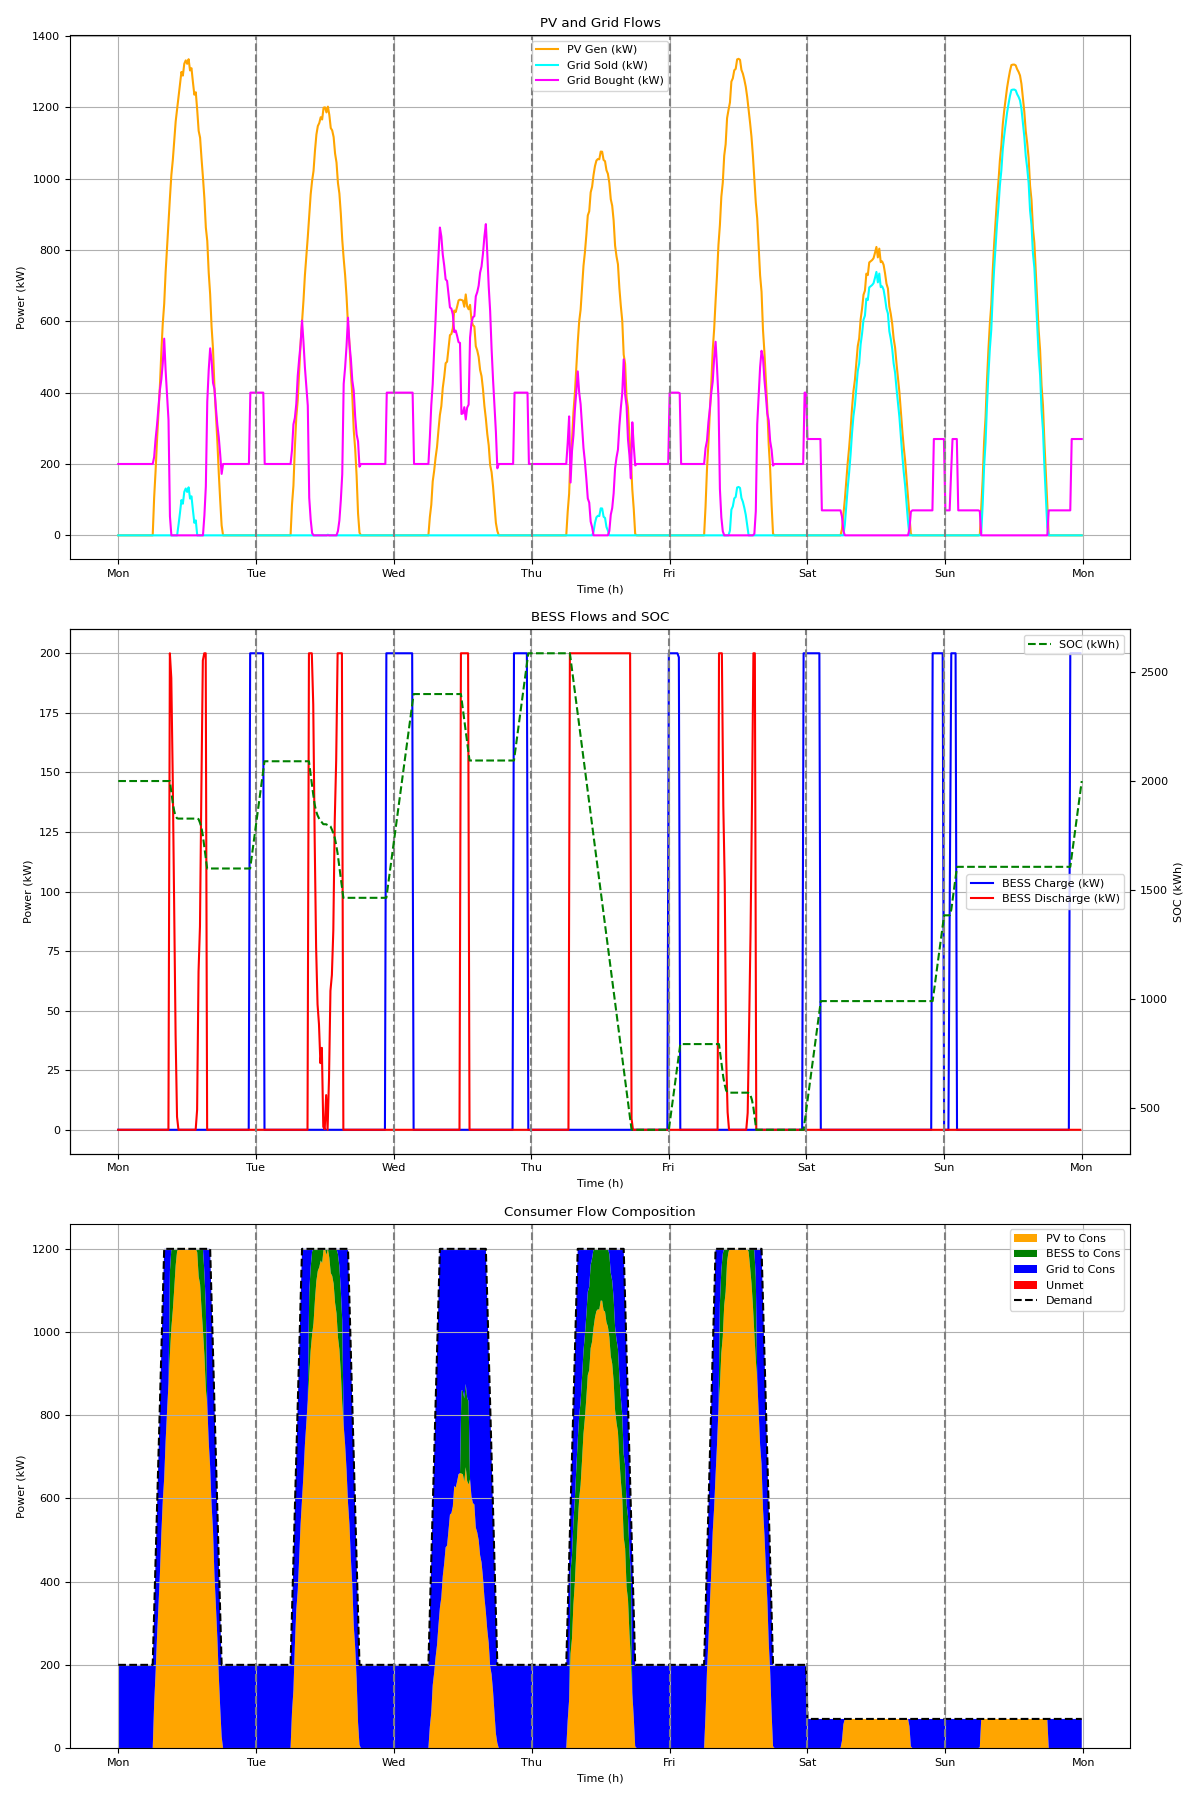 PV and Grid Flows
PV Gen (kW)
Grid Sold (kW)
Grid Bought (kW)
1400
1200
1000
800
600
400
200
0
Power (kW)
Mon Tue Wed Thu Fri Sat Sun Mon
Time (h)
BESS Flows and SOC
SOC (kWh)
BESS Charge (kW)
BESS Discharge (kW)
200
175
150
125
100
75
50
25
0
Power (kW)
2500
2000
1500
1000
500
SOC (kWh)
Mon Tue Wed Thu Fri Sat Sun Mon
Time (h)
Consumer Flow Composition
PV to Cons
BESS to Cons
Grid to Cons
Unmet
Demand
1200
1000
800
600
400
200
0
Power (kW)
Mon Tue Wed Thu Fri Sat Sun Mon
Time (h)